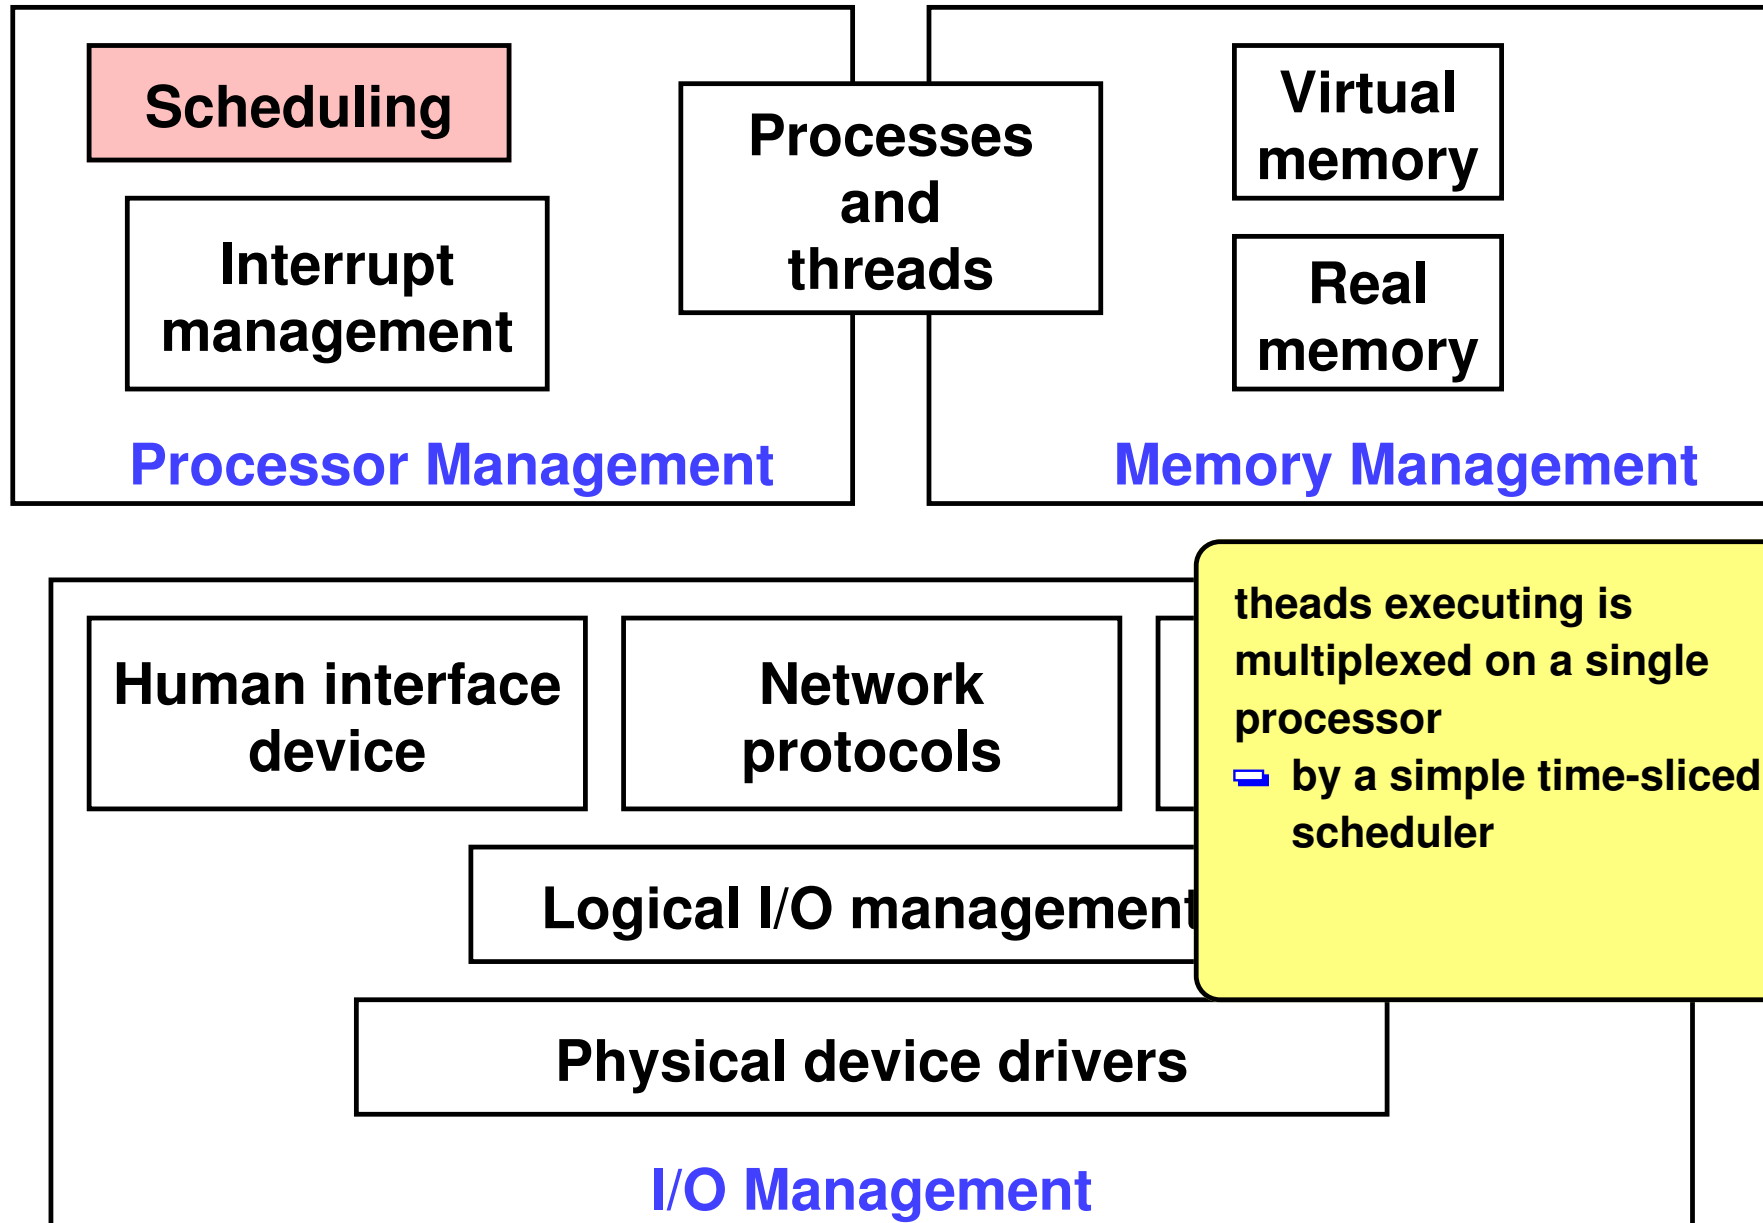 Scheduling
Interrupt
management
Processes
and
threads
Virtual
memory
Real
memory
Processor Management
Memory Management
Human interface
device
Network
protocols
theads executing is
multiplexed on a single
processor
by a simple time-sliced
scheduler
Logical I/O management
Physical device drivers
I/O Management